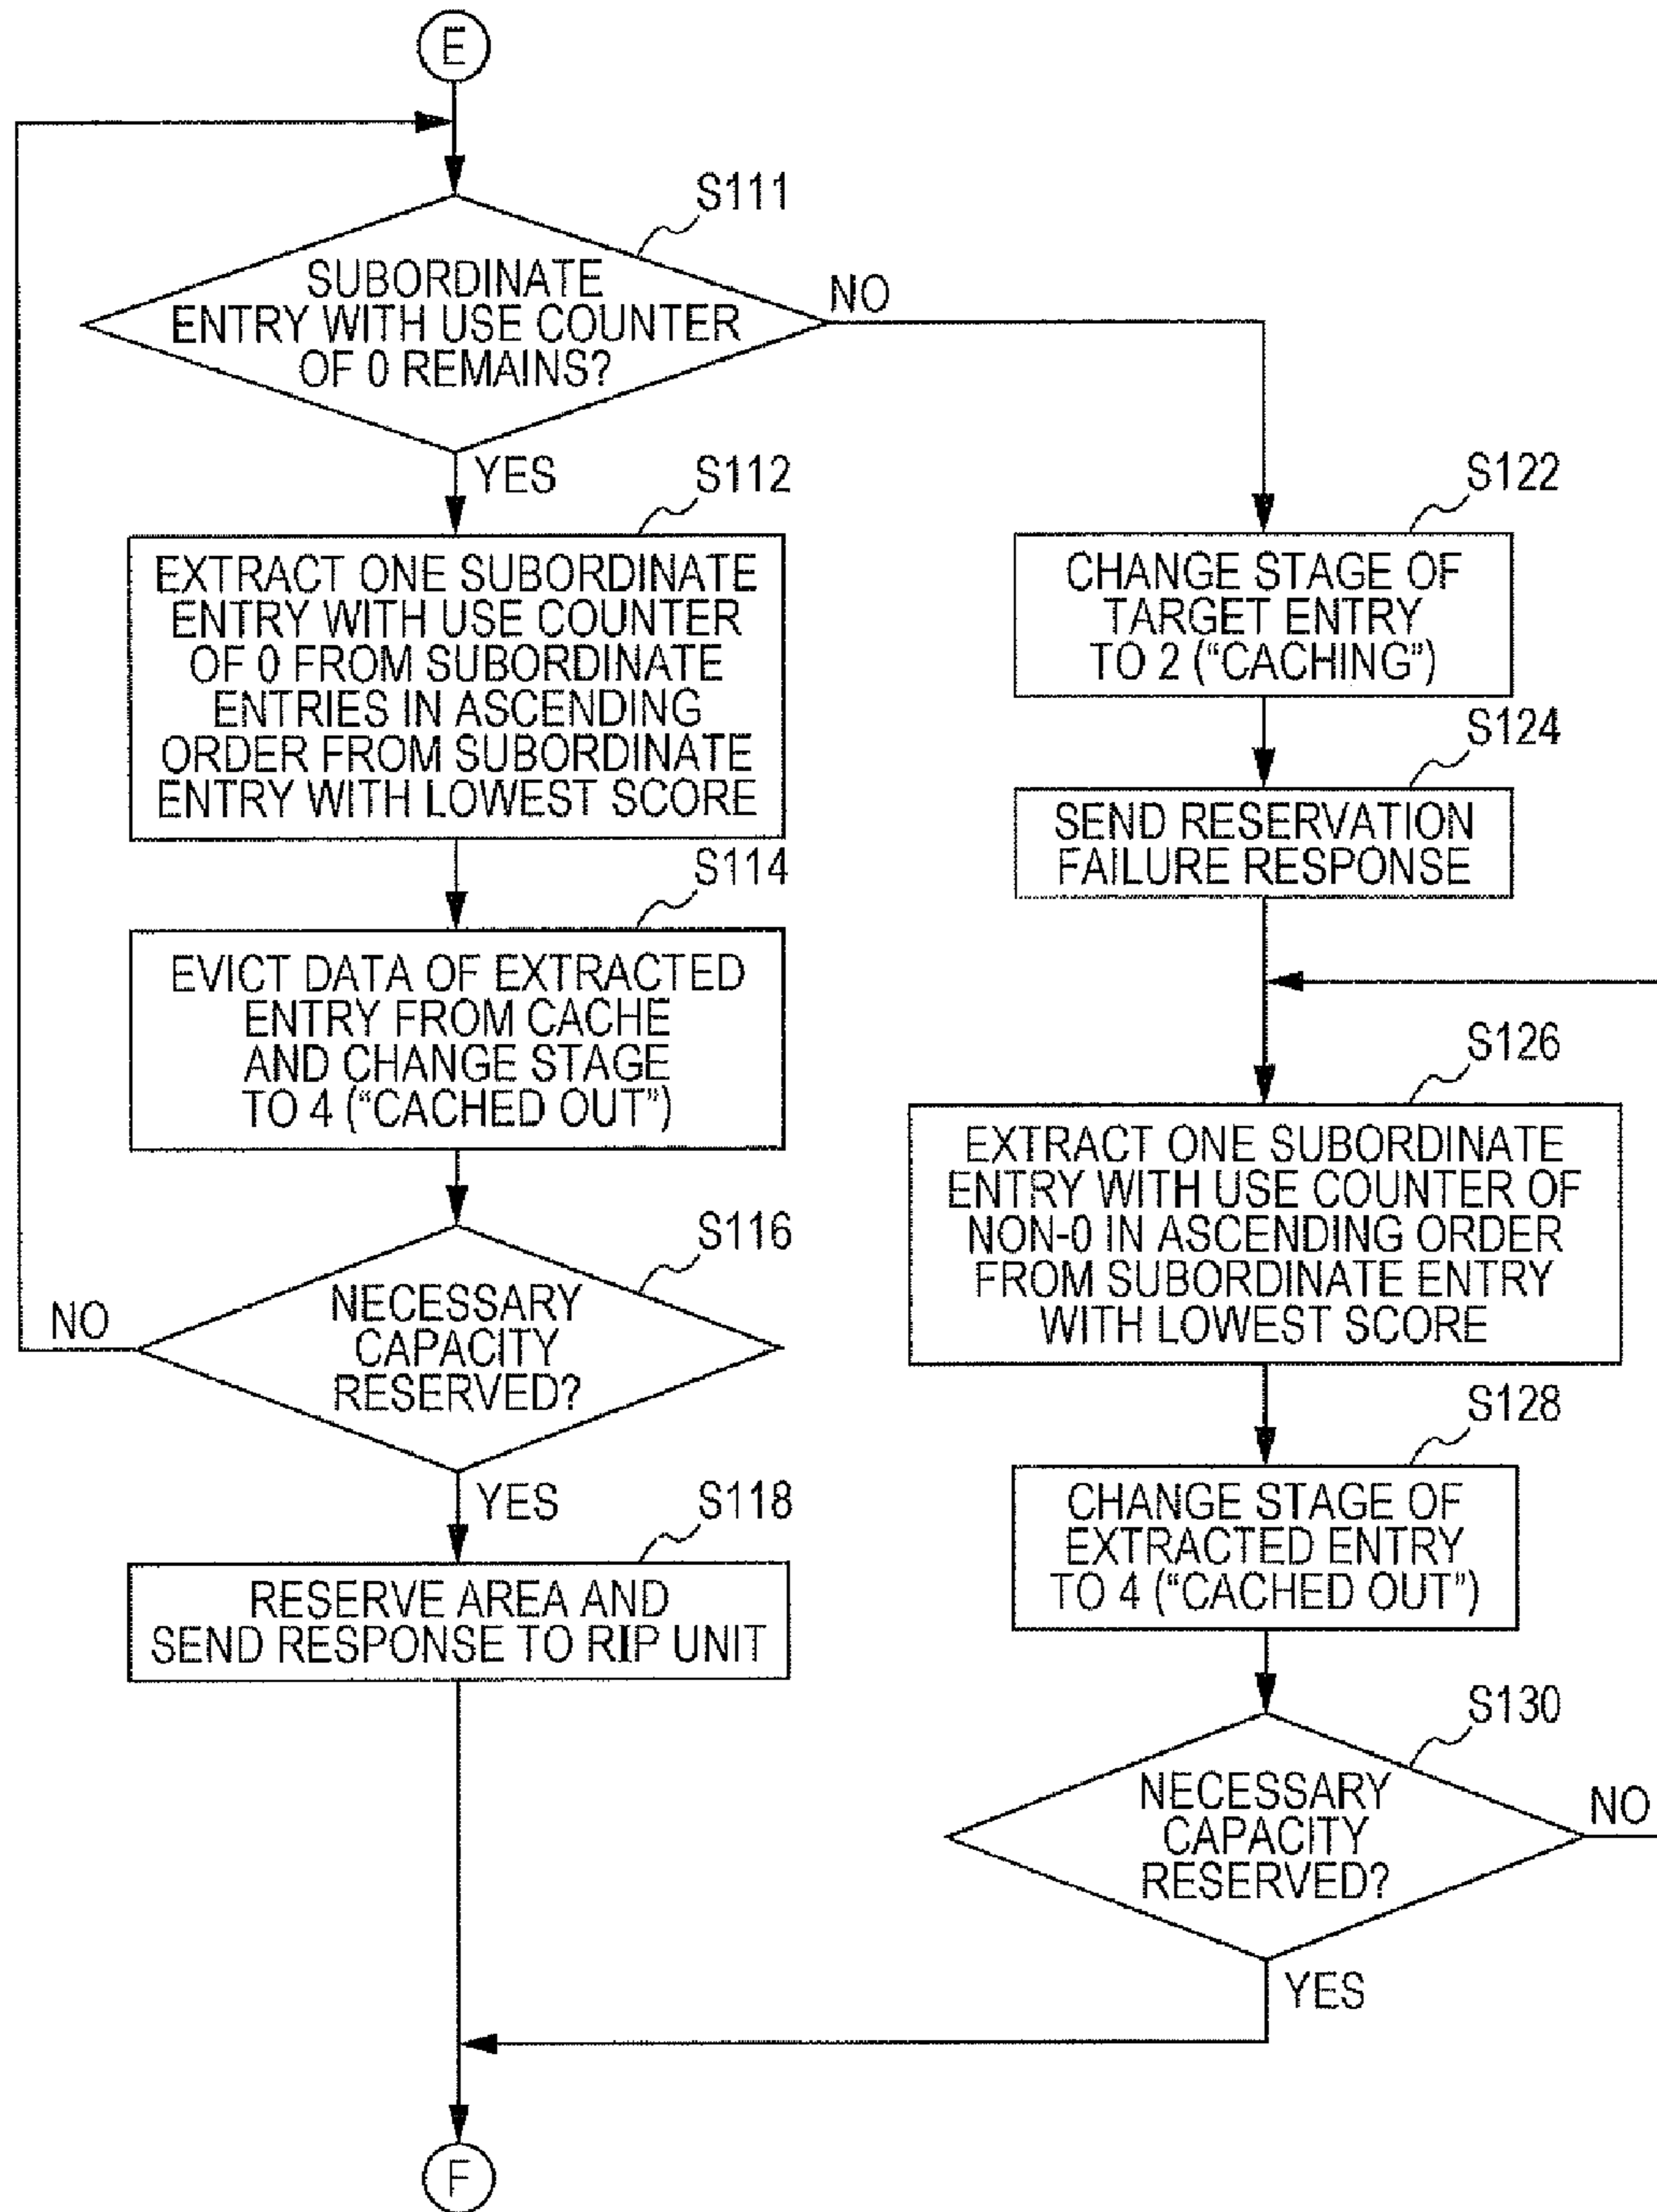 E
S111
SUBORDINATE
ENTRY WITH USE COUNTER
OF 0 REMAINS?
NO
YES
S112
EXTRACT ONE SUBORDINATE
ENTRY WITH USE COUNTER
OF 0 FROM SUBORDINATE
ENTRIES IN ASCENDING
ORDER FROM SUBORDINATE
ENTRY WITH LOWEST SCORE
S114
EVICT DATA OF EXTRACTED
ENTRY FROM CACHE
AND CHANGE STAGE
TO 4 (“CACHED OUT”)
S116
NECESSARY
CAPACITY
RESERVED?
NO
YES
S118
RESERVE AREA AND
SEND RESPONSE TO RIP UNIT
S122
CHANGE STAGE OF
TARGET ENTRY
TO 2 (“CACHING”)
S124
SEND RESERVATION
FAILURE RESPONSE
S126
EXTRACT ONE SUBORDINATE
ENTRY WITH USE COUNTER OF
NON-0 IN ASCENDING ORDER
FROM SUBORDINATE ENTRY
WITH LOWEST SCORE
S128
CHANGE STAGE OF
EXTRACTED ENTRY
TO 4 (“CACHED OUT”)
S130
NECESSARY
CAPACITY
RESERVED?
NO
YES
F